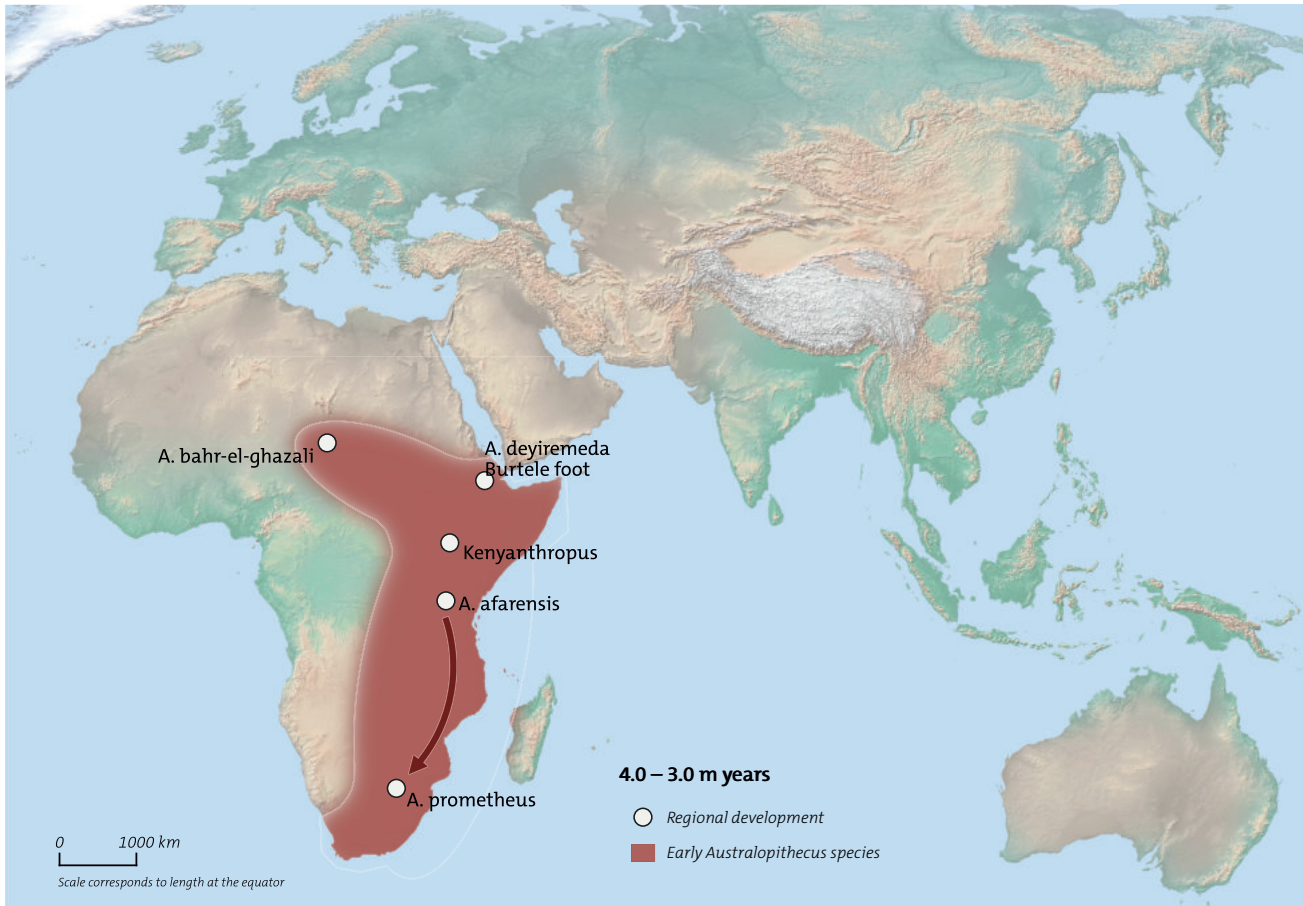 A. deyiremeda
Burtele foot
A. bahr-el-ghazali
Kenyanthropus
A. afarensis
A. prometheus
4.0 – 3.0 m years
Regional development
Early Australopithecus species
0 1000 km
Scale corresponds to length at the equator